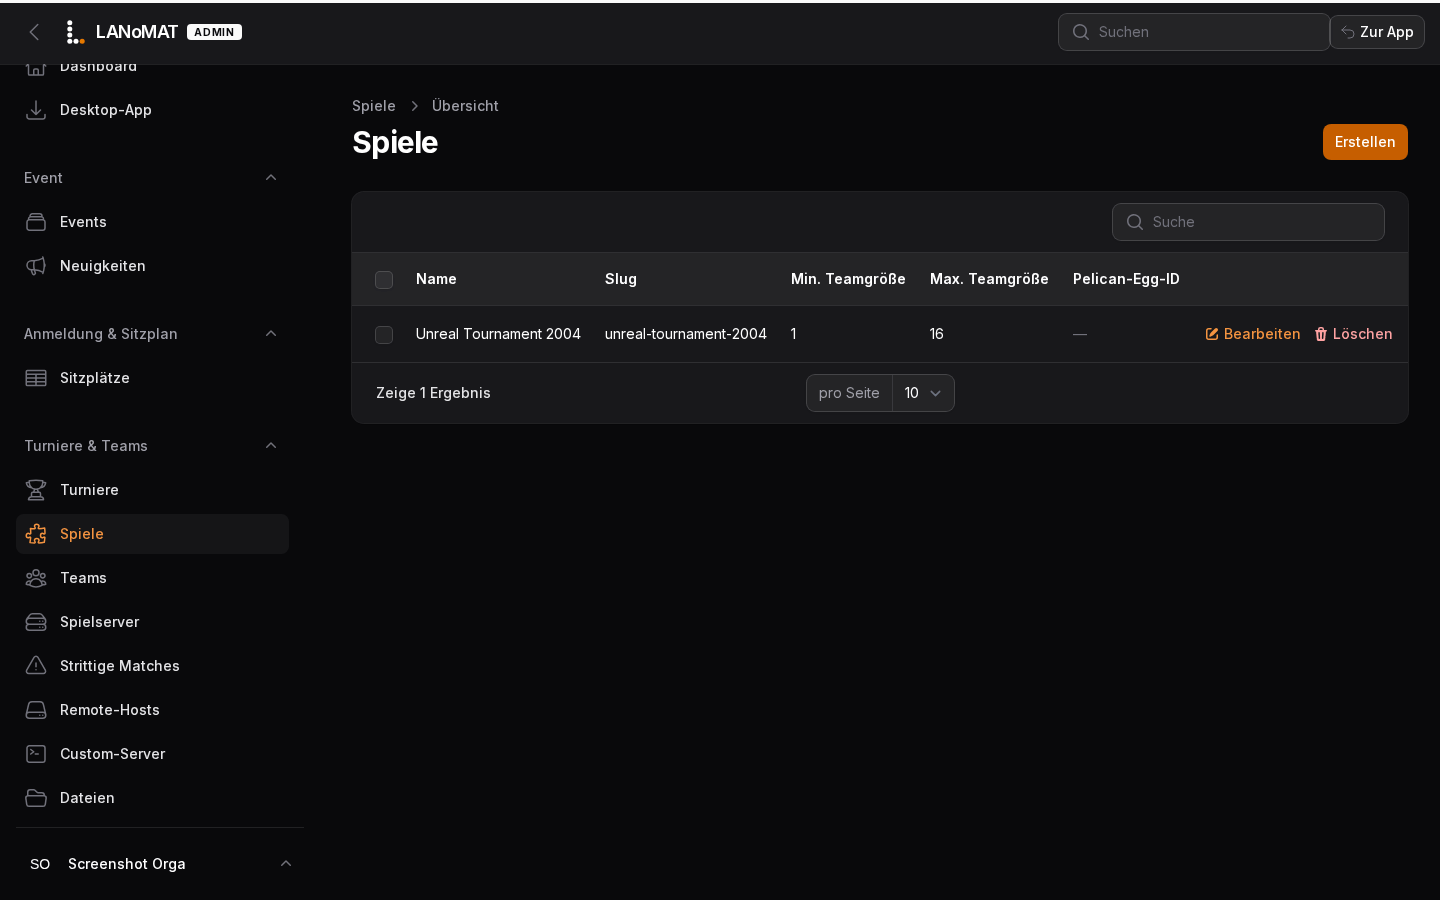 LANoMAT ADMIN
Suchen
Zur App
Dashboard
Desktop-App
Event
Events
Neuigkeiten
Anmeldung & Sitzplan
Sitzplätze
Turniere & Teams
Turniere
Spiele
Teams
Spielserver
Strittige Matches
Remote-Hosts
Custom-Server
Dateien
SO Screenshot Orga
Spiele > Übersicht
Spiele
Erstellen
Suche
Name Slug Min. Teamgröße Max. Teamgröße Pelican-Egg-ID
Unreal Tournament 2004 unreal-tournament-2004 1 16 — Bearbeiten Löschen
Zeige 1 Ergebnis pro Seite 10